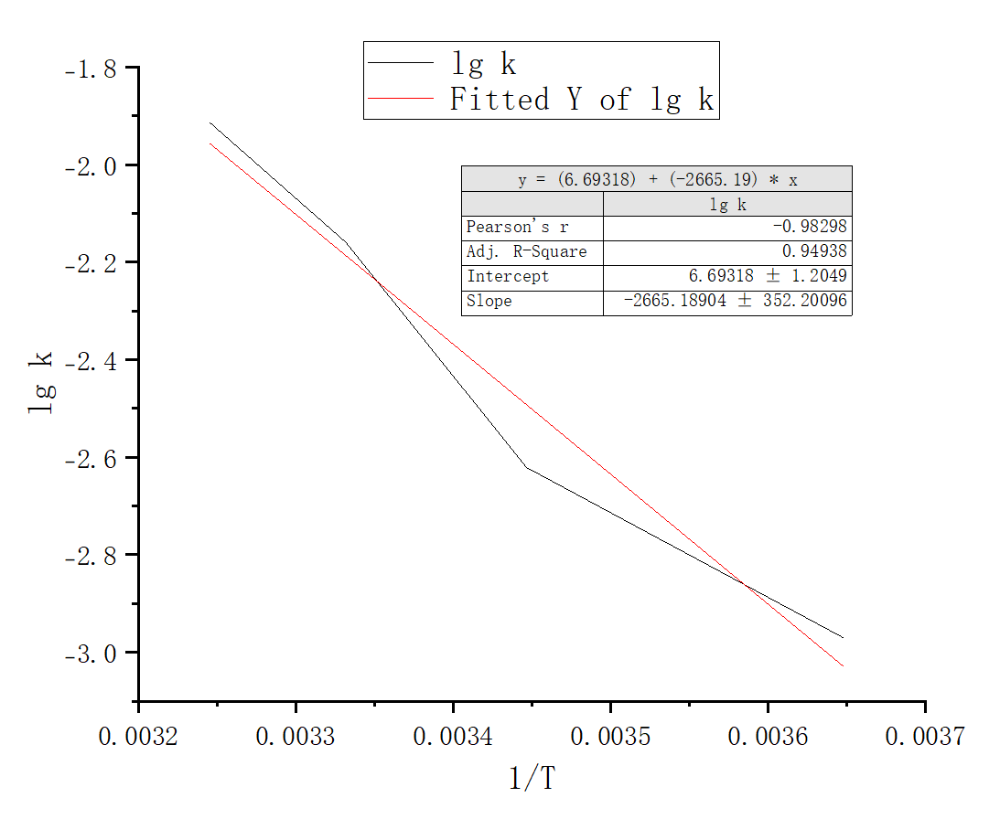 lg k
Fitted Y of lg k
y = (6.69318) + (-2665.19) * x
lg k
Pearson's r -0.98298
Adj. R-Square 0.94938
Intercept 6.69318 ± 1.2049
Slope -2665.18904 ± 352.20096
-1.8
-2.0
-2.2
-2.4
-2.6
-2.8
-3.0
lg k
0.0032 0.0033 0.0034 0.0035 0.0036 0.0037
1/T